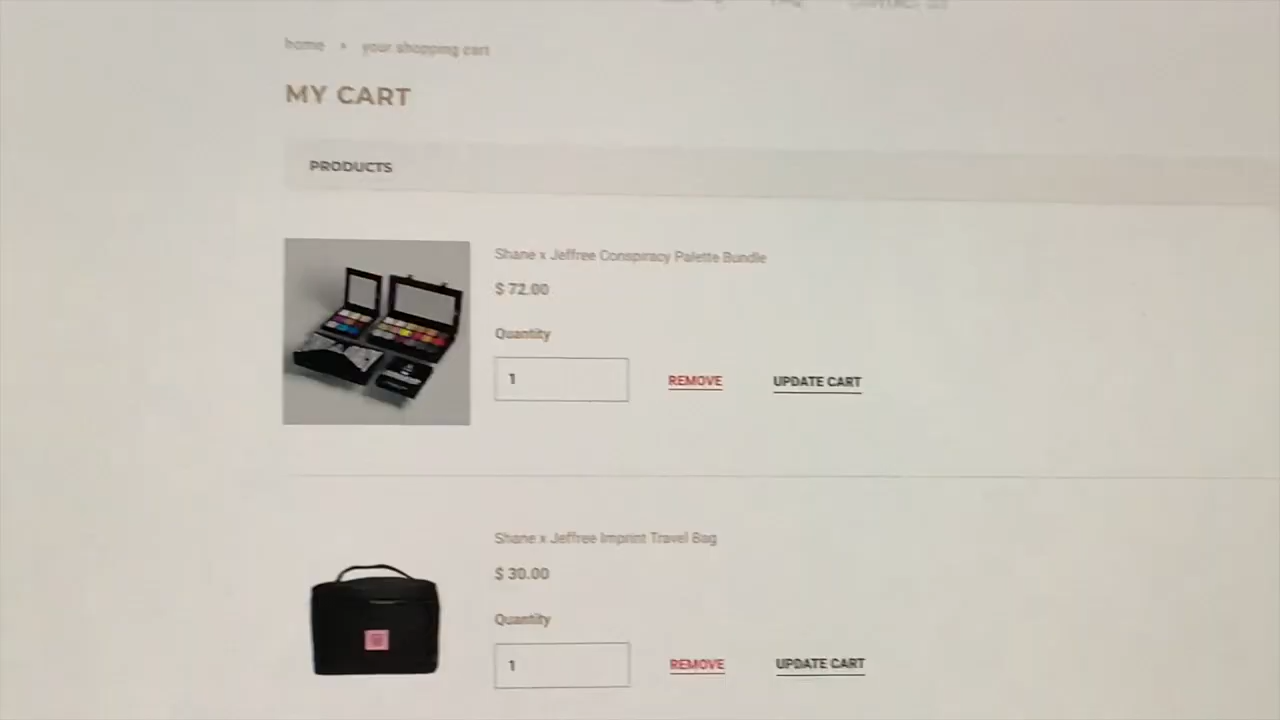 home » your shopping cart
MY CART
PRODUCTS
Shane x Jeffree Conspiracy Palette Bundle
$ 72.00
Quantity
1
REMOVE
UPDATE CART
Shane x Jeffree Imprint Travel Bag
$ 30.00
Quantity
1
REMOVE
UPDATE CART